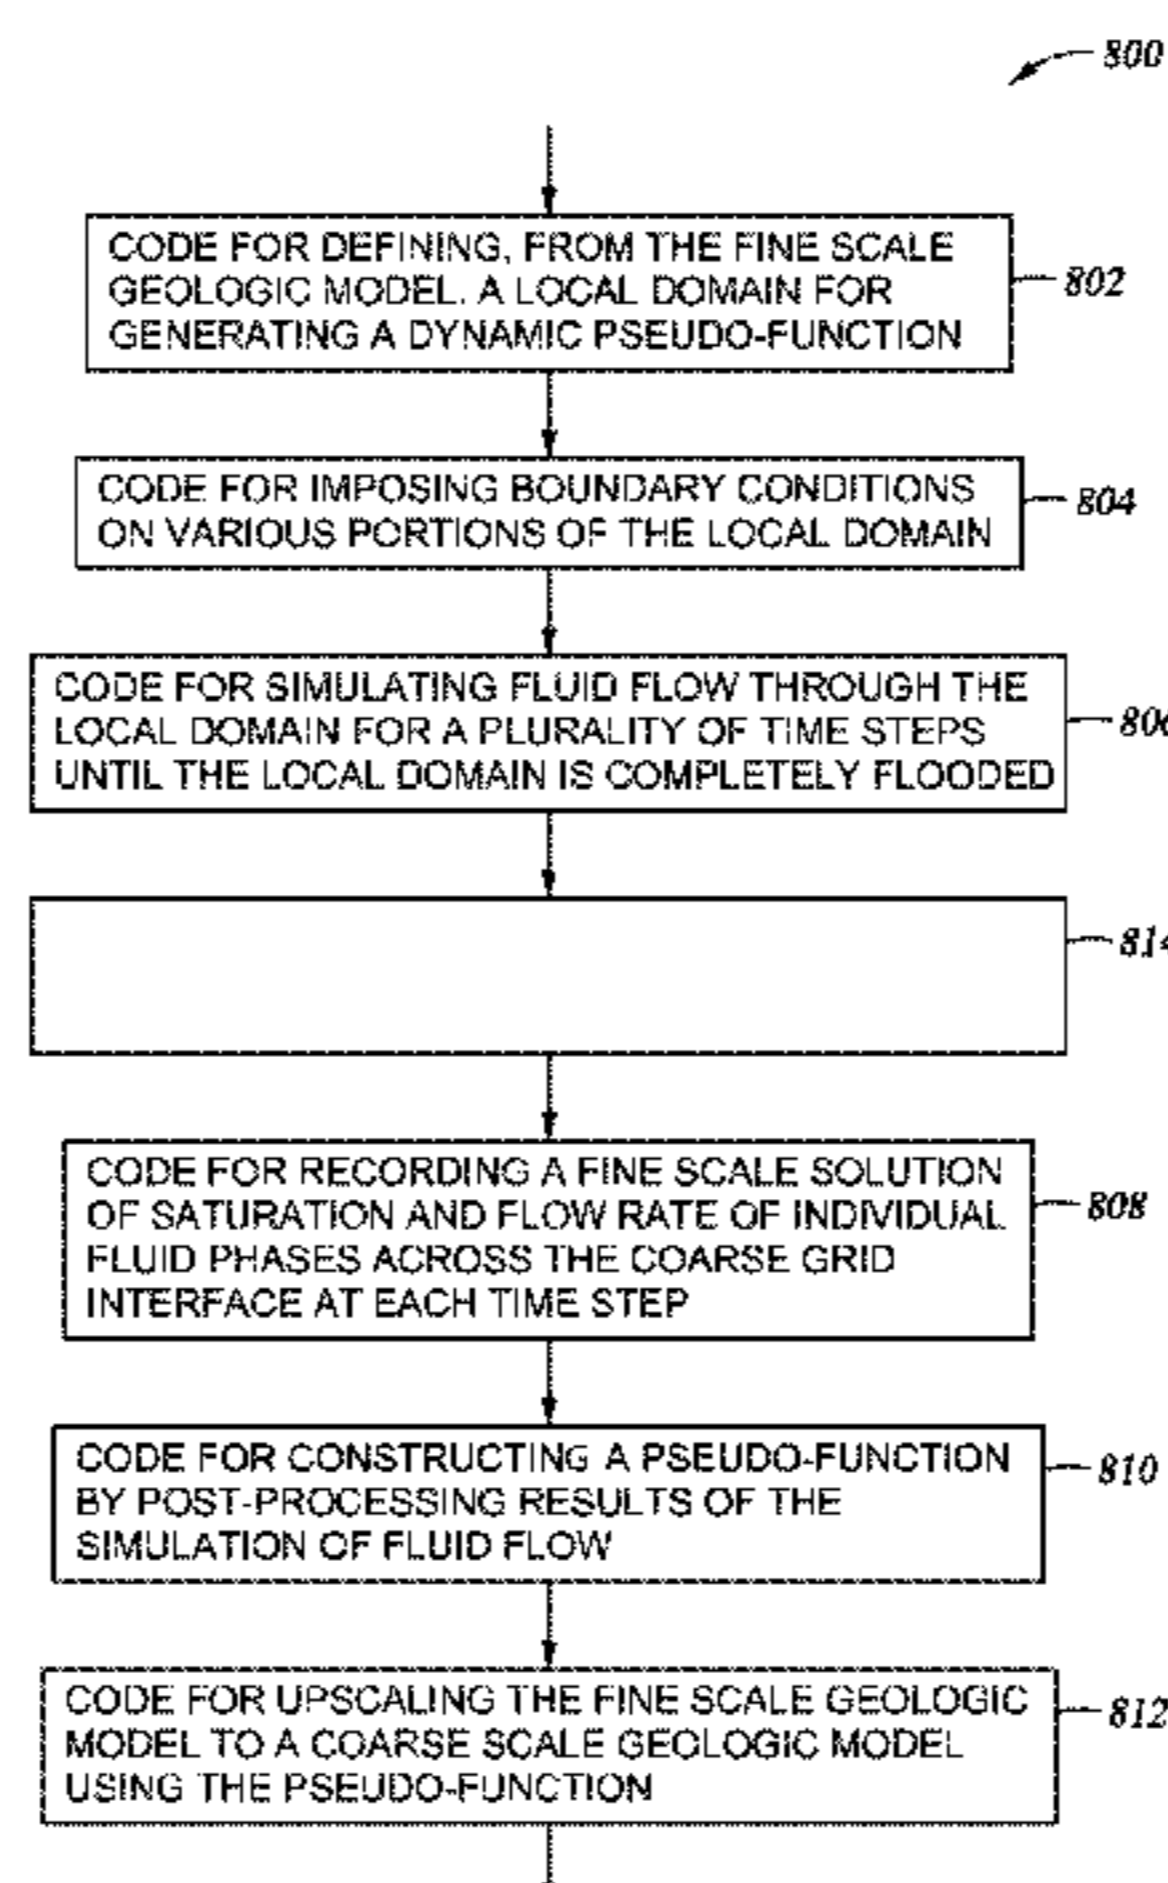 800
CODE FOR DEFINING, FROM THE FINE SCALE
GEOLOGIC MODEL. A LOCAL DOMAIN FOR
GENERATING A DYNAMIC PSEUDO-FUNCTION
802
CODE FOR IMPOSING BOUNDARY CONDITIONS
ON VARIOUS PORTIONS OF THE LOCAL DOMAIN
804
CODE FOR SIMULATING FLUID FLOW THROUGH THE
LOCAL DOMAIN FOR A PLURALITY OF TIME STEPS
UNTIL THE LOCAL DOMAIN IS COMPLETELY FLOODED
806
814
CODE FOR RECORDING A FINE SCALE SOLUTION
OF SATURATION AND FLOW RATE OF INDIVIDUAL
FLUID PHASES ACROSS THE COARSE GRID
INTERFACE AT EACH TIME STEP
808
CODE FOR CONSTRUCTING A PSEUDO-FUNCTION
BY POST-PROCESSING RESULTS OF THE
SIMULATION OF FLUID FLOW
810
CODE FOR UPSCALING THE FINE SCALE GEOLOGIC
MODEL TO A COARSE SCALE GEOLOGIC MODEL
USING THE PSEUDO-FUNCTION
812